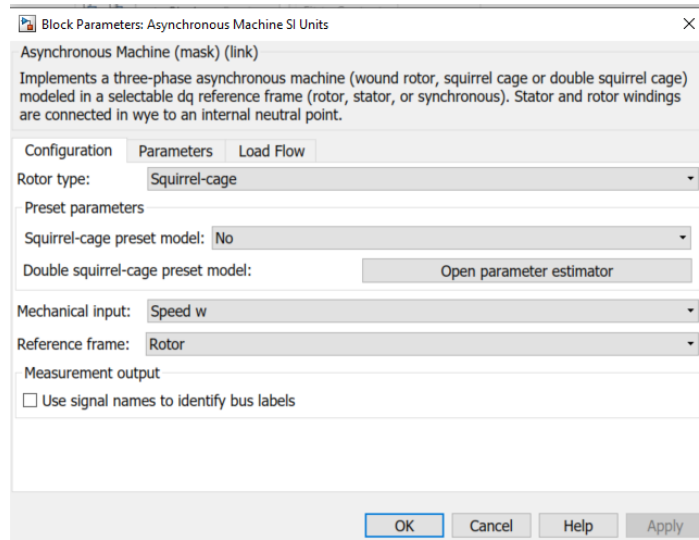 Block Parameters: Asynchronous Machine SI Units
Asynchronous Machine (mask) (link)
Implements a three-phase asynchronous machine (wound rotor, squirrel cage or double squirrel cage)
modeled in a selectable dq reference frame (rotor, stator, or synchronous). Stator and rotor windings
are connected in wye to an internal neutral point.
Configuration Parameters Load Flow
Rotor type: Squirrel-cage
Preset parameters
Squirrel-cage preset model: No
Double squirrel-cage preset model: Open parameter estimator
Mechanical input: Speed w
Reference frame: Rotor
Measurement output
Use signal names to identify bus labels
OK Cancel Help Apply